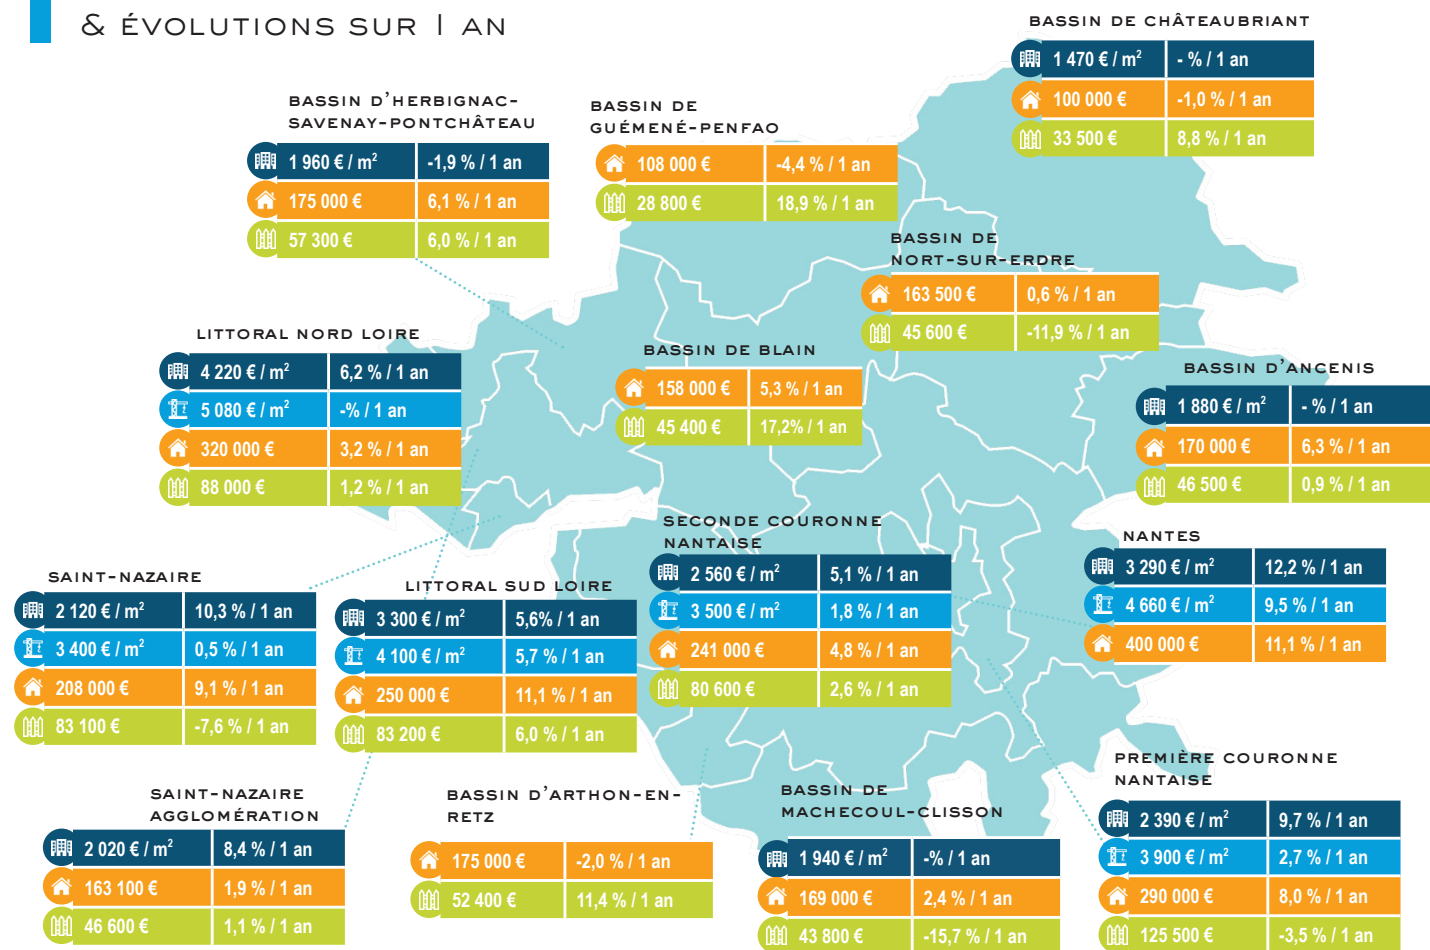 & ÉVOLUTIONS SUR 1 AN
BASSIN DE CHÂTEAUBRIANT
1 470 € / m² - % / 1 an
100 000 € -1,0 % / 1 an
33 500 € 8,8 % / 1 an
BASSIN D'HERBIGNAC-
SAVENAY-PONTCHÂTEAU
1 960 € / m² -1,9 % / 1 an
175 000 € 6,1 % / 1 an
57 300 € 6,0 % / 1 an
BASSIN DE
GUÉMENÉ-PENFAO
108 000 € -4,4 % / 1 an
28 800 € 18,9 % / 1 an
BASSIN DE
NORT-SUR-ERDRE
163 500 € 0,6 % / 1 an
45 600 € -11,9 % / 1 an
LITTORAL NORD LOIRE
4 220 € / m² 6,2 % / 1 an
5 080 € / m² -% / 1 an
320 000 € 3,2 % / 1 an
88 000 € 1,2 % / 1 an
BASSIN DE BLAIN
158 000 € 5,3 % / 1 an
45 400 € 17,2% / 1 an
BASSIN D'ANCENIS
1 880 € / m² - % / 1 an
170 000 € 6,3 % / 1 an
46 500 € 0,9 % / 1 an
SAINT-NAZAIRE
2 120 € / m² 10,3 % / 1 an
3 400 € / m² 0,5 % / 1 an
208 000 € 9,1 % / 1 an
83 100 € -7,6 % / 1 an
LITTORAL SUD LOIRE
3 300 € / m² 5,6% / 1 an
4 100 € / m² 5,7 % / 1 an
250 000 € 11,1 % / 1 an
83 200 € 6,0 % / 1 an
SECONDE COURONNE
NANTAISE
2 560 € / m² 5,1 % / 1 an
3 500 € / m² 1,8 % / 1 an
241 000 € 4,8 % / 1 an
80 600 € 2,6 % / 1 an
NANTES
3 290 € / m² 12,2 % / 1 an
4 660 € / m² 9,5 % / 1 an
400 000 € 11,1 % / 1 an
SAINT-NAZAIRE
AGGLOMÉRATION
2 020 € / m² 8,4 % / 1 an
163 100 € 1,9 % / 1 an
46 600 € 1,1 % / 1 an
BASSIN D'ARTHON-EN-
RETZ
175 000 € -2,0 % / 1 an
52 400 € 11,4 % / 1 an
BASSIN DE
MACHECOUL-CLISSON
1 940 € / m² -% / 1 an
169 000 € 2,4 % / 1 an
43 800 € -15,7 % / 1 an
PREMIÈRE COURONNE
NANTAISE
2 390 € / m² 9,7 % / 1 an
3 900 € / m² 2,7 % / 1 an
290 000 € 8,0 % / 1 an
125 500 € -3,5 % / 1 an